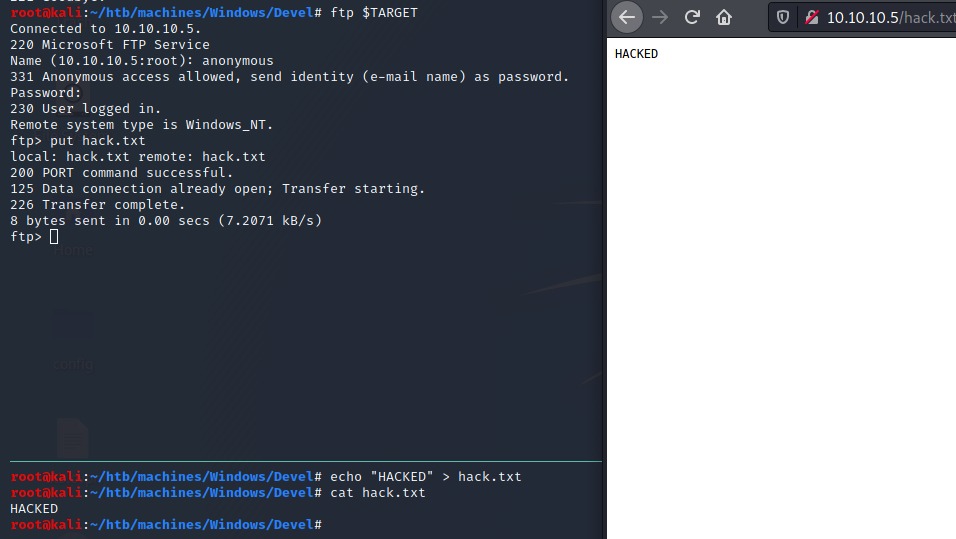 root@kali:~/htb/machines/Windows/Devel# ftp $TARGET
Connected to 10.10.10.5.
220 Microsoft FTP Service
Name (10.10.10.5:root): anonymous
331 Anonymous access allowed, send identity (e-mail name) as password.
Password:
230 User logged in.
Remote system type is Windows_NT.
ftp> put hack.txt
local: hack.txt remote: hack.txt
200 PORT command successful.
125 Data connection already open; Transfer starting.
226 Transfer complete.
8 bytes sent in 0.00 secs (7.2071 kB/s)
ftp>
Home
config
root@kali:~/htb/machines/Windows/Devel# echo "HACKED" > hack.txt
root@kali:~/htb/machines/Windows/Devel# cat hack.txt
HACKED
root@kali:~/htb/machines/Windows/Devel#
10.10.10.5/hack.txt
HACKED